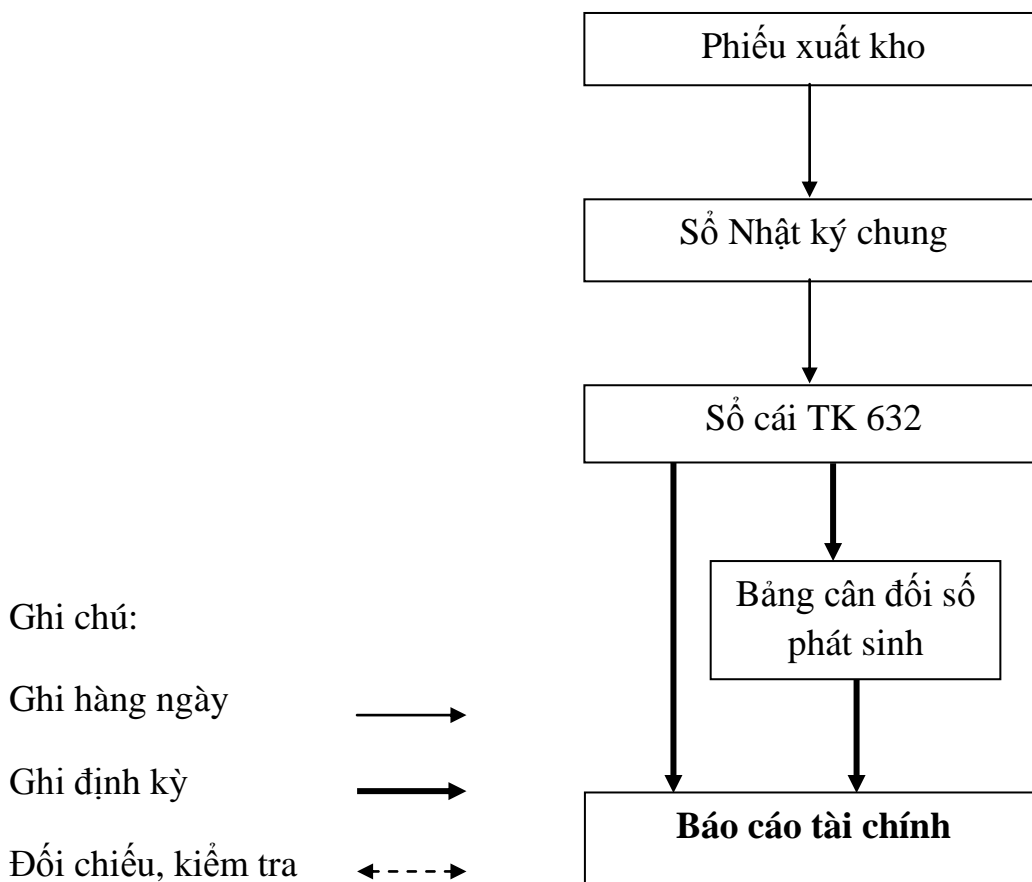 Phiếu xuất kho
Sổ Nhật ký chung
Sổ cái TK 632
Bảng cân đối số
phát sinh
Báo cáo tài chính
Ghi chú:
Ghi hàng ngày
Ghi định kỳ
Đối chiếu, kiểm tra